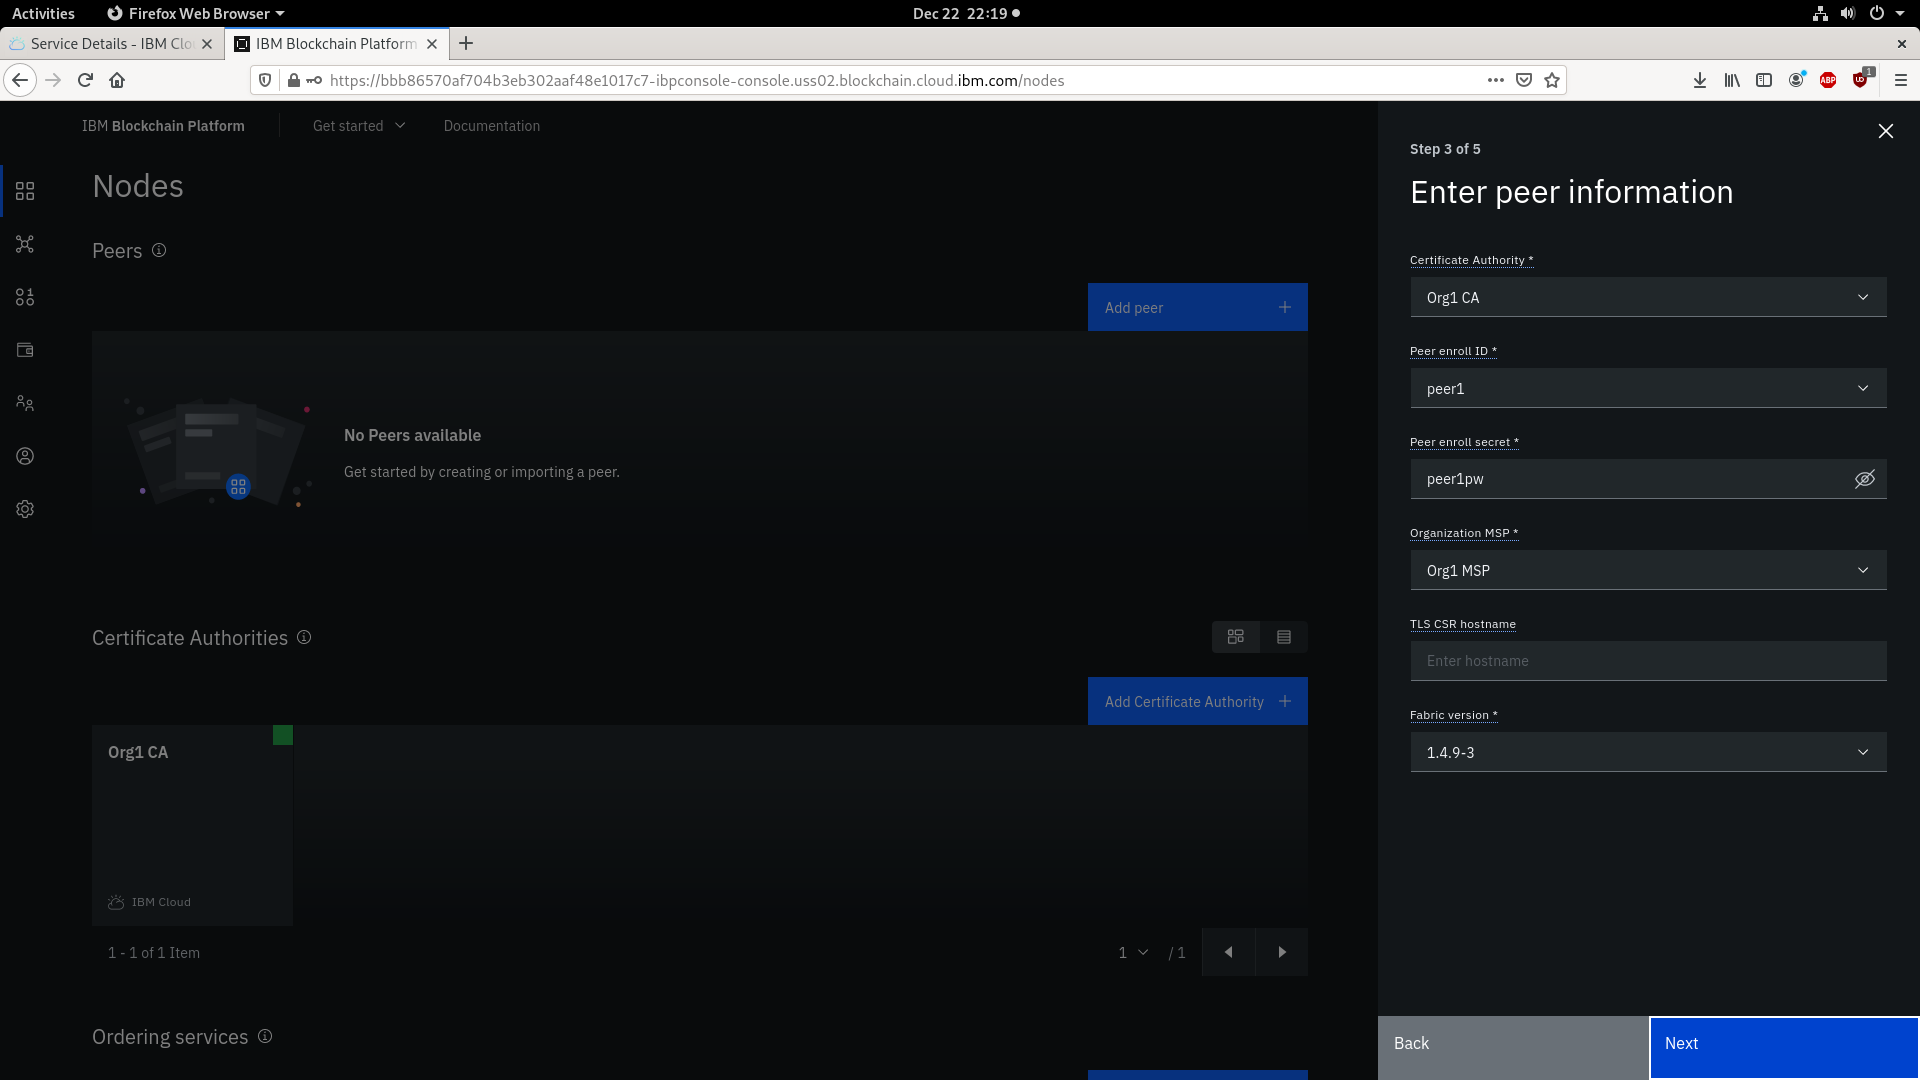 Activities
Firefox Web Browser
Dec 22 22:19
Service Details - IBM Clo
IBM Blockchain Platform
https://bbb86570af704b3eb302aaf48e1017c7-ibpconsole-console.uss02.blockchain.cloud.ibm.com/nodes
ABP
1
IBM Blockchain Platform
Get started
Documentation
Nodes
Peers
Add peer
No Peers available
Get started by creating or importing a peer.
Certificate Authorities
Add Certificate Authority
Org1 CA
IBM Cloud
1 - 1 of 1 Item
1
/ 1
Ordering services
Step 3 of 5
Enter peer information
Certificate Authority *
Org1 CA
Peer enroll ID *
peer1
Peer enroll secret *
peer1pw
Organization MSP *
Org1 MSP
TLS CSR hostname
Enter hostname
Fabric version *
1.4.9-3
Back
Next